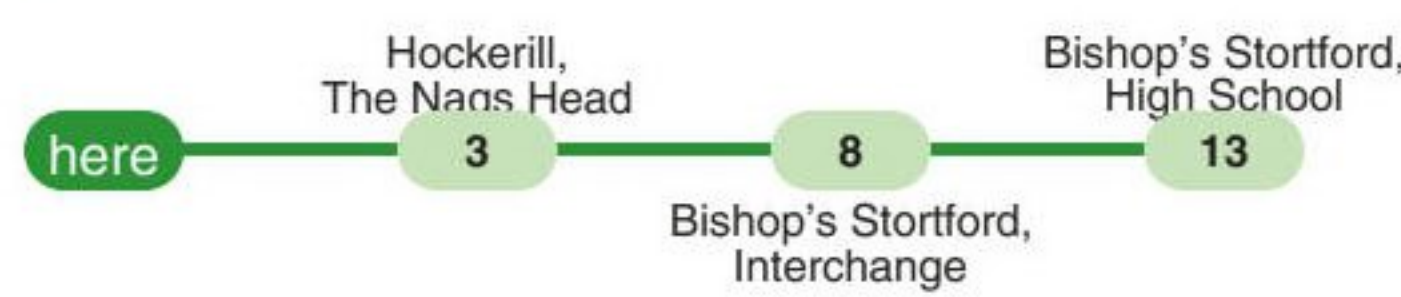 Hockerill,
The Nags Head
Bishop's Stortford,
High School
here
3
8
13
Bishop's Stortford,
Interchange